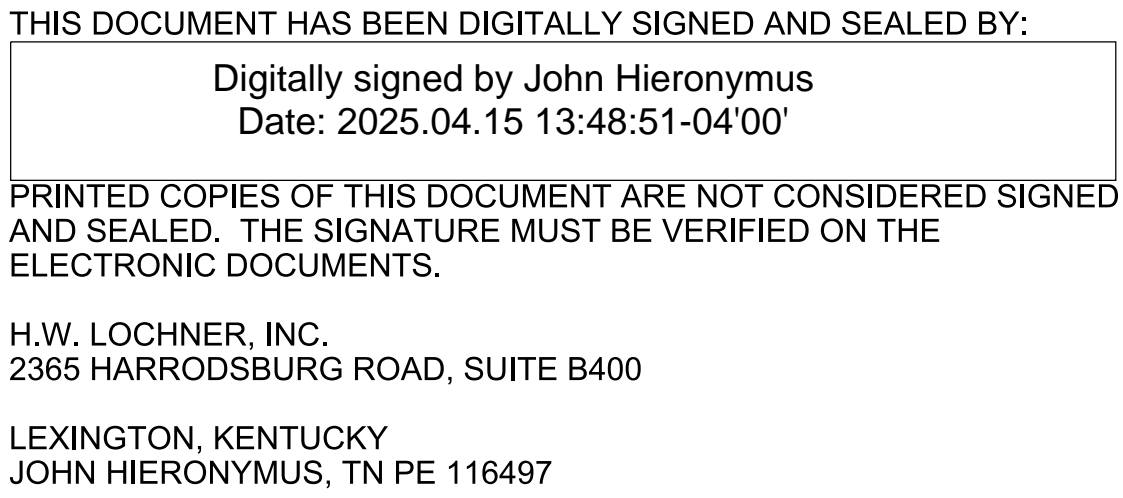 THIS DOCUMENT HAS BEEN DIGITALLY SIGNED AND SEALED BY:
Digitally signed by John Hieronymus
Date: 2025.04.15 13:48:51-04'00'
PRINTED COPIES OF THIS DOCUMENT ARE NOT CONSIDERED SIGNED
AND SEALED. THE SIGNATURE MUST BE VERIFIED ON THE
ELECTRONIC DOCUMENTS.
H.W. LOCHNER, INC.
2365 HARRODSBURG ROAD, SUITE B400
LEXINGTON, KENTUCKY
JOHN HIERONYMUS, TN PE 116497